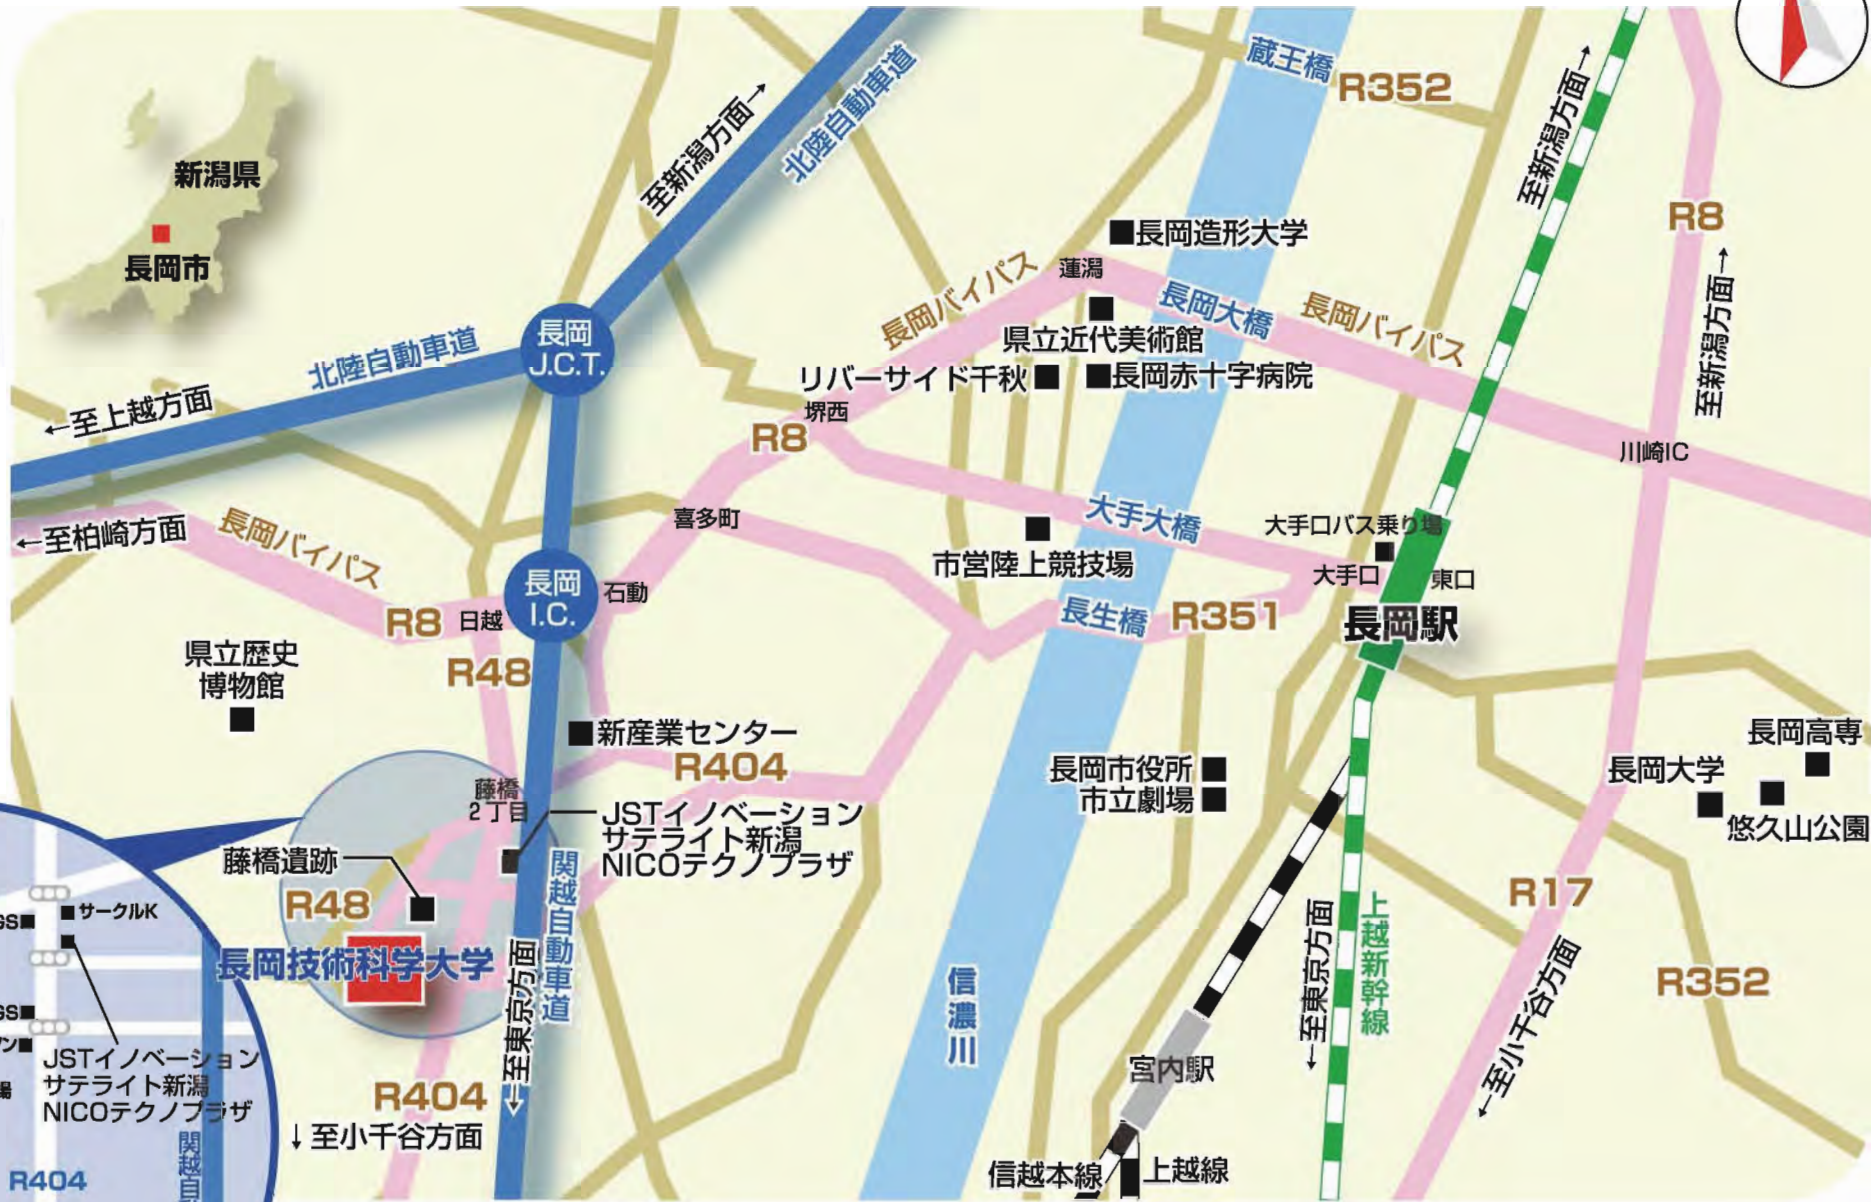 蔵王橋
R352
北陸自動車道
至新潟方面→
至新潟方面→
新潟県
長岡市
R8
至新潟方面→
■長岡造形大学
蓮潟
長岡バイパス
長岡大橋
長岡バイパス
県立近代美術館
長岡
J.C.T.
北陸自動車道
←至上越方面
リバーサイド千秋■
■長岡赤十字病院
堺西
R8
川崎IC
喜多町
大手大橋
大手口バス乗り場
長岡バイパス
←至柏崎方面
市営陸上競技場
大手口
東口
長岡
I.C.
石動
R8
日越
長生橋
R351
長岡駅
県立歴史
博物館
R48
■新産業センター
R404
長岡市役所■
市立劇場■
長岡高専
長岡大学
悠久山公園
藤橋
2丁目
JSTイノベーション
サテライト新潟
NICOテクノプラザ
藤橋遺跡
R48
関越自動車道
長岡技術科学大学
←至東京方面
R17
←至東京方面
上越新幹線
信濃川
R352
←至小千谷方面
GS■
■サークルK
GS■
ン■
JSTイノベーション
サテライト新潟
NICOテクノプラザ
宮内駅
R404
↓至小千谷方面
信越本線
上越線
関越自
R404